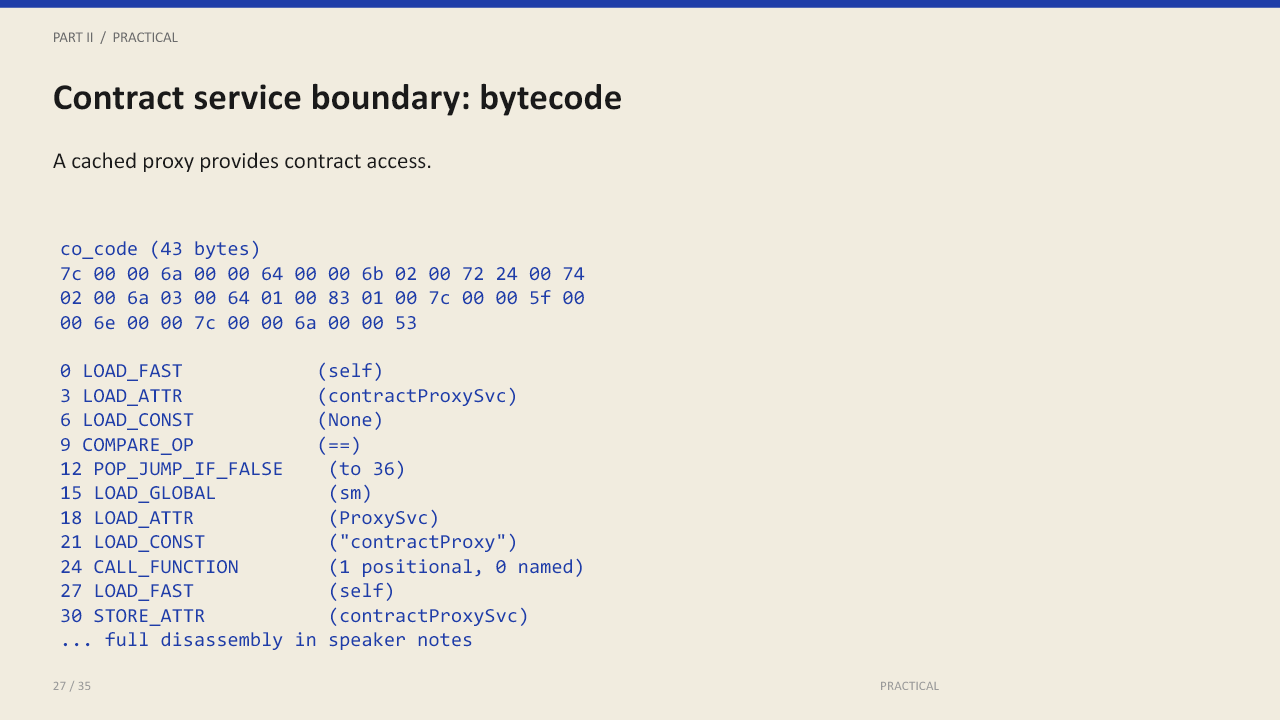 PART II / PRACTICAL
Contract service boundary: bytecode
A cached proxy provides contract access.
co_code (43 bytes)
7c 00 00 6a 00 00 64 00 00 6b 02 00 72 24 00 74
02 00 6a 03 00 64 01 00 83 01 00 7c 00 00 5f 00
00 6e 00 00 7c 00 00 6a 00 00 53
0 LOAD_FAST (self)
3 LOAD_ATTR (contractProxySvc)
6 LOAD_CONST (None)
9 COMPARE_OP (==)
12 POP_JUMP_IF_FALSE (to 36)
15 LOAD_GLOBAL (sm)
18 LOAD_ATTR (ProxySvc)
21 LOAD_CONST ("contractProxy")
24 CALL_FUNCTION (1 positional, 0 named)
27 LOAD_FAST (self)
30 STORE_ATTR (contractProxySvc)
... full disassembly in speaker notes
27 / 35
PRACTICAL